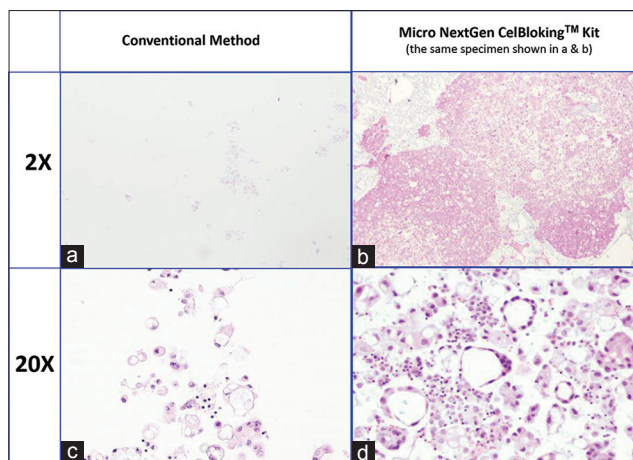 Conventional Method
Micro NextGen CelBloking™ Kit
(the same specimen shown in a & b)
2X
a
b
20X
c
d